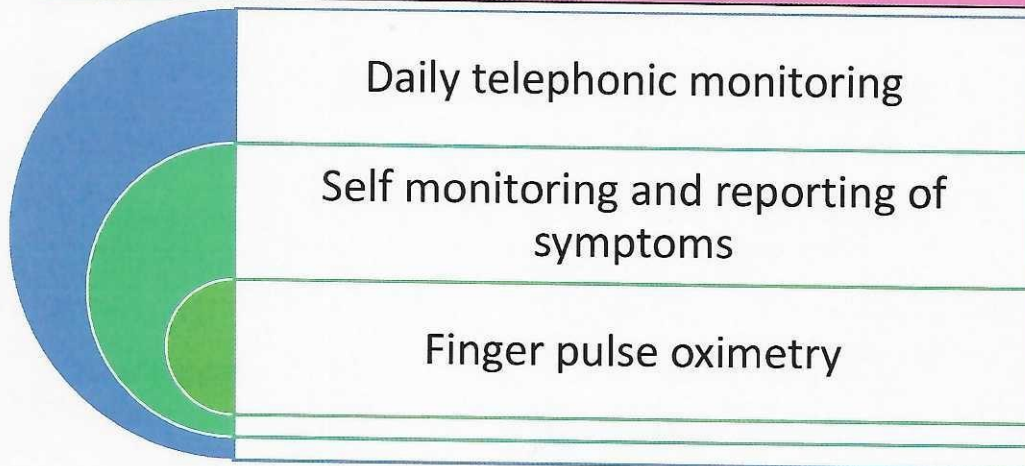 Daily telephonic monitoring
Self monitoring and reporting of
symptoms
Finger pulse oximetry